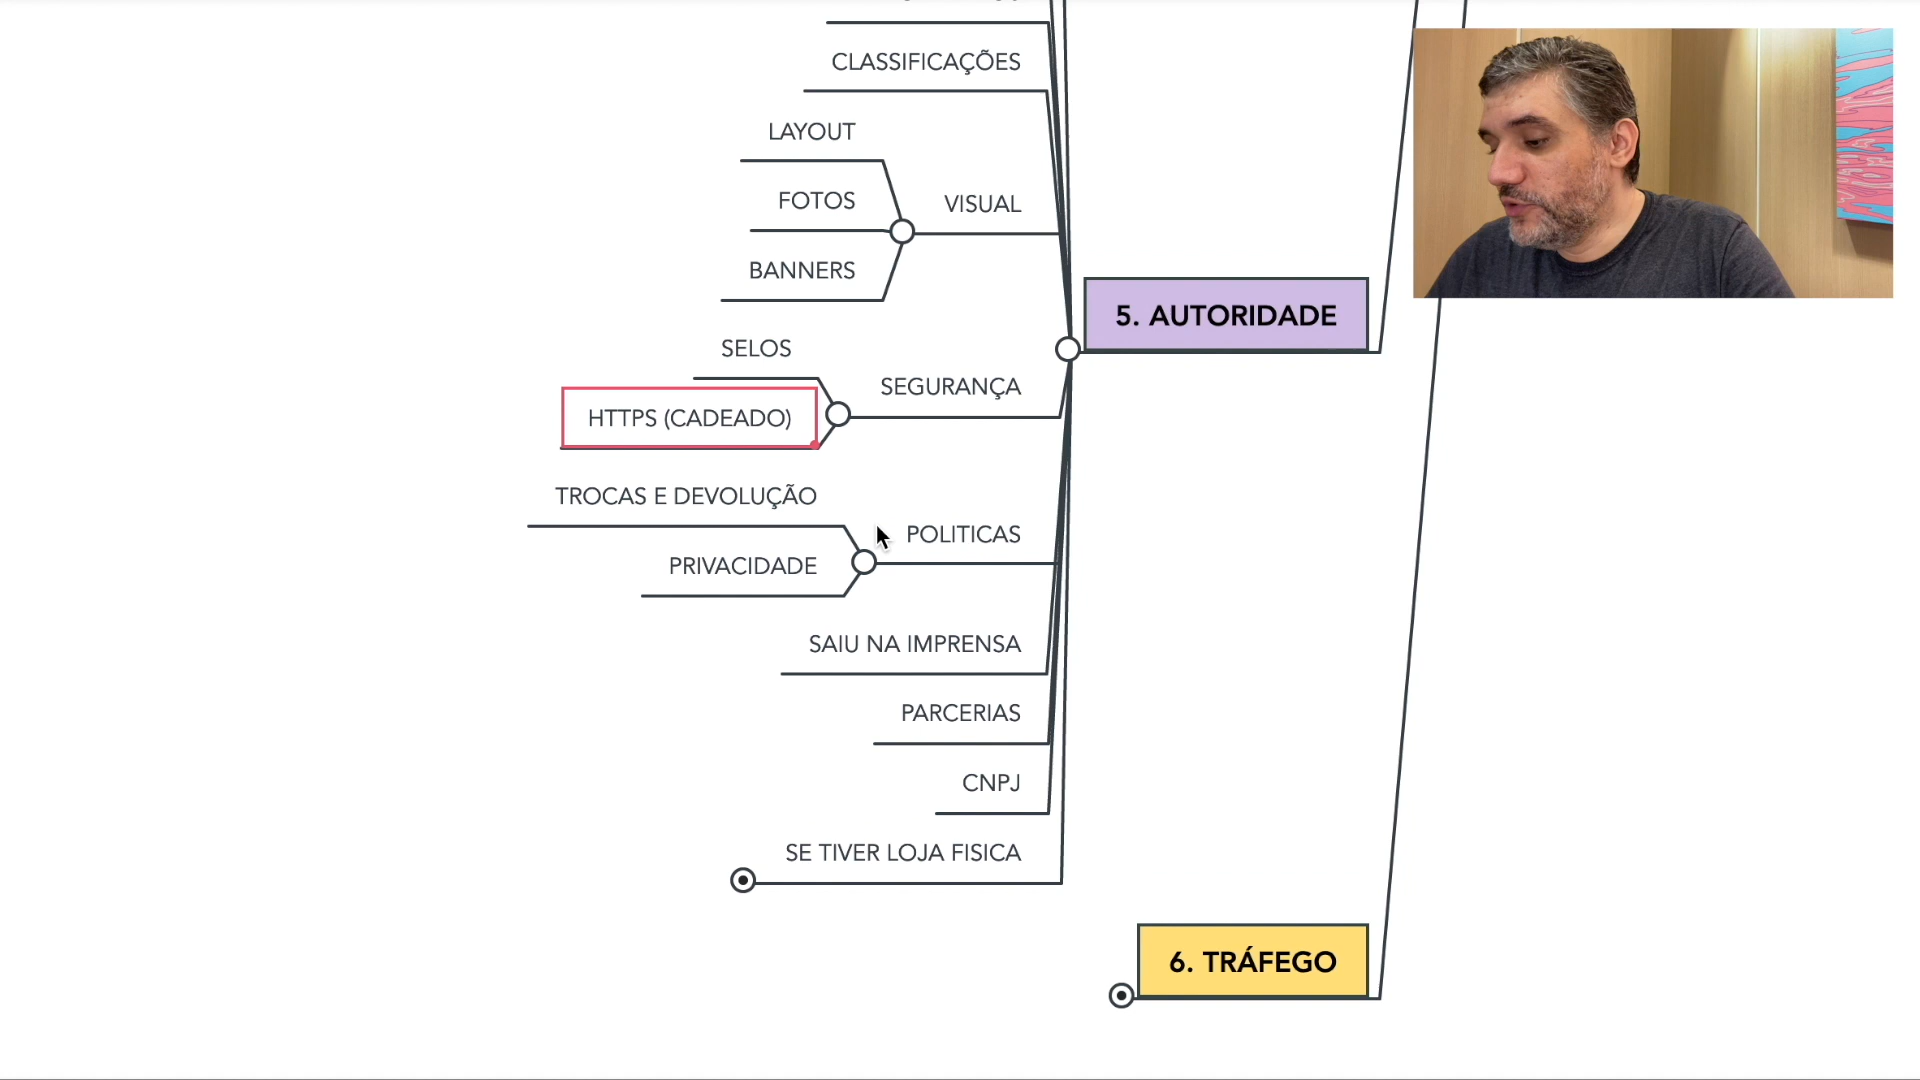 CLASSIFICAÇÕES
LAYOUT
FOTOS
VISUAL
BANNERS
5. AUTORIDADE
SELOS
SEGURANÇA
HTTPS (CADEADO)
TROCAS E DEVOLUÇÃO
POLITICAS
PRIVACIDADE
SAIU NA IMPRENSA
PARCERIAS
CNPJ
SE TIVER LOJA FISICA
6. TRÁFEGO